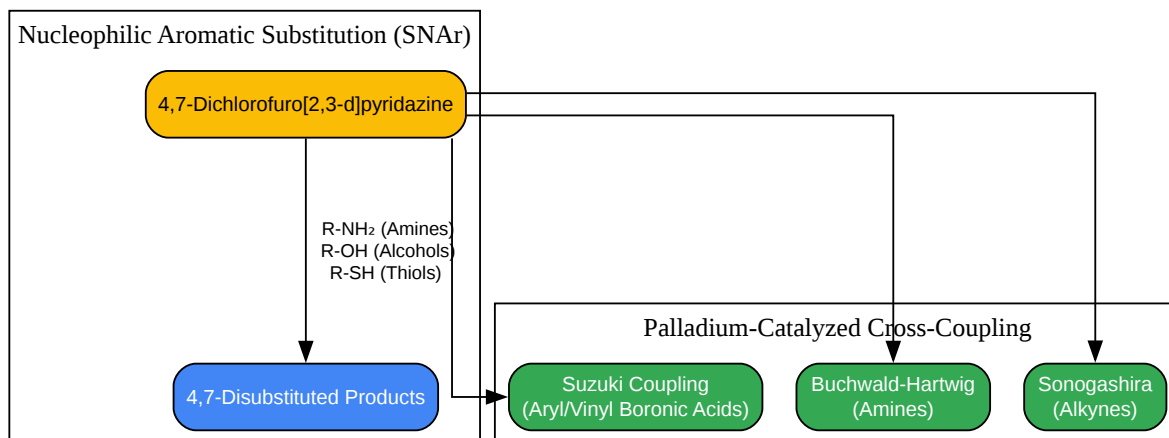 Nucleophilic Aromatic Substitution (SNAr)
4,7-Dichlorofuro[2,3-d]pyridazine
R-NH₂ (Amines)
R-OH (Alcohols)
R-SH (Thiols)
Palladium-Catalyzed Cross-Coupling
4,7-Disubstituted Products
Suzuki Coupling
(Aryl/Vinyl Boronic Acids)
Buchwald-Hartwig
(Amines)
Sonogashira
(Alkynes)